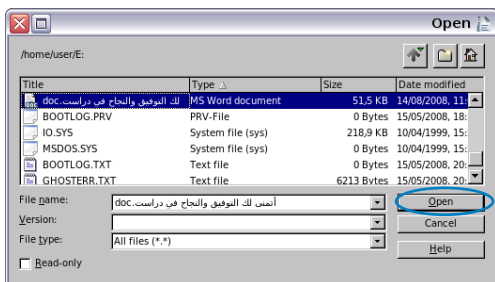 Open
/home/user/E:
Title Type Size Date modified
لك التوفيق والنجاح في دراست.doc MS Word document 51,5 KB 14/08/2008, 11:
BOOTLOG.PRV PRV-File 0 Bytes 15/05/2008, 18:
IO.SYS System file (sys) 218,9 KB 10/04/1999, 15:
MSDOS.SYS System file (sys) 0 Bytes 10/04/1999, 15:
BOOTLOG.TXT Text file 0 Bytes 15/05/2008, 20:
GHOSTERR.TXT Text file 6213 Bytes 15/05/2008, 20:
File name: أتمنى لك التوفيق والنجاح في دراست.doc Open
Version: Cancel
File type: All files (*.*) Help
Read-only